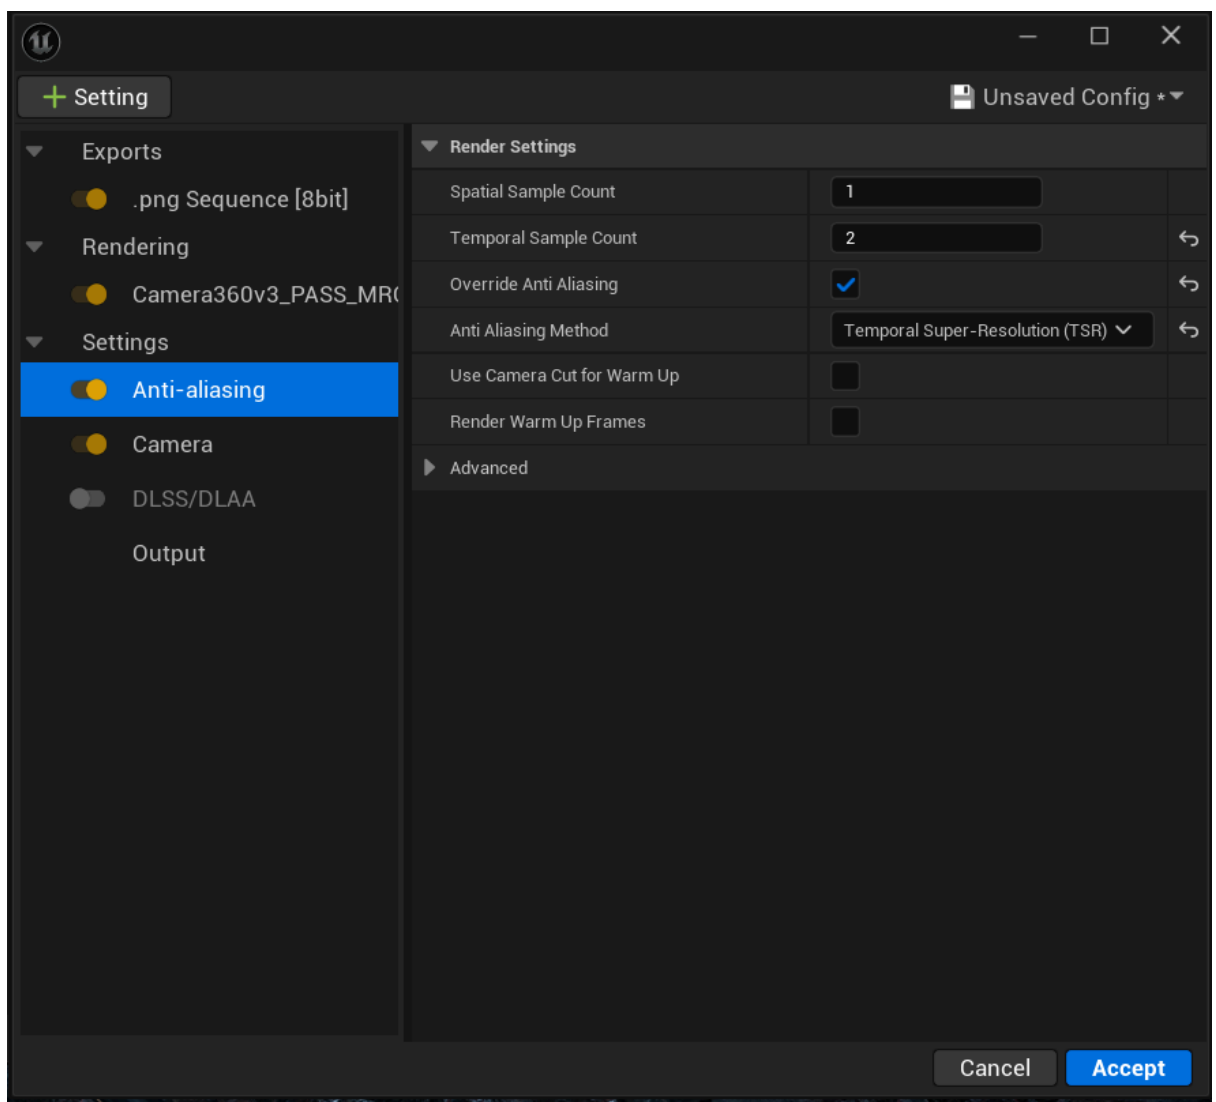 Setting
Unsaved Config *
Exports
.png Sequence [8bit]
Rendering
Camera360v3_PASS_MR
Settings
Anti-aliasing
Camera
DLSS/DLAA
Output
Render Settings
Spatial Sample Count 1
Temporal Sample Count 2
Override Anti Aliasing
Anti Aliasing Method Temporal Super-Resolution (TSR)
Use Camera Cut for Warm Up
Render Warm Up Frames
Advanced
Cancel Accept